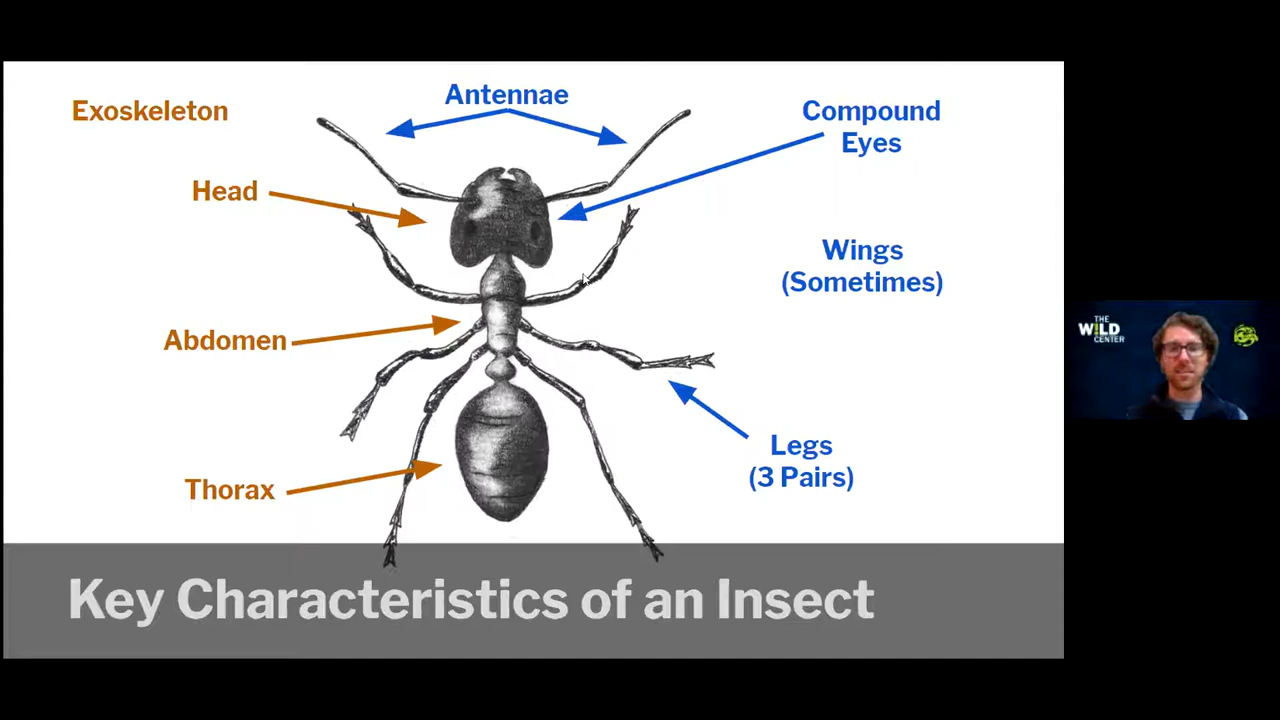 Exoskeleton
Antennae
Compound
Eyes
Head
Wings
(Sometimes)
Abdomen
Legs
(3 Pairs)
Thorax
Key Characteristics of an Insect
THE
WILD
CENTER